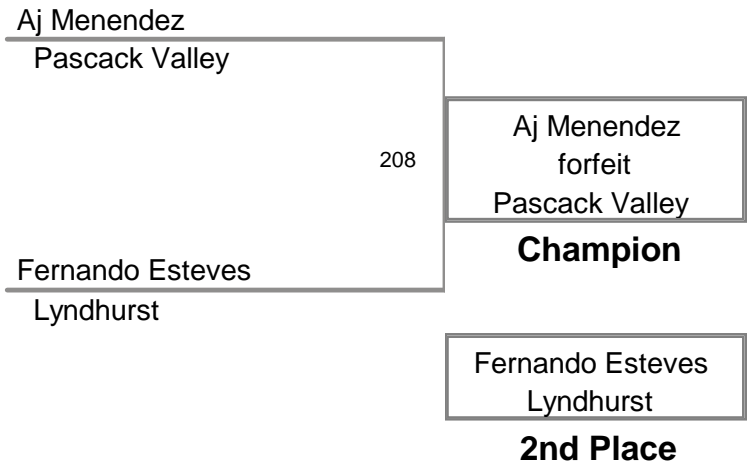 Aj Menendez
Pascack Valley
208
Aj Menendez
forfeit
Pascack Valley
Champion
Fernando Esteves
Lyndhurst
Fernando Esteves
Lyndhurst
2nd Place